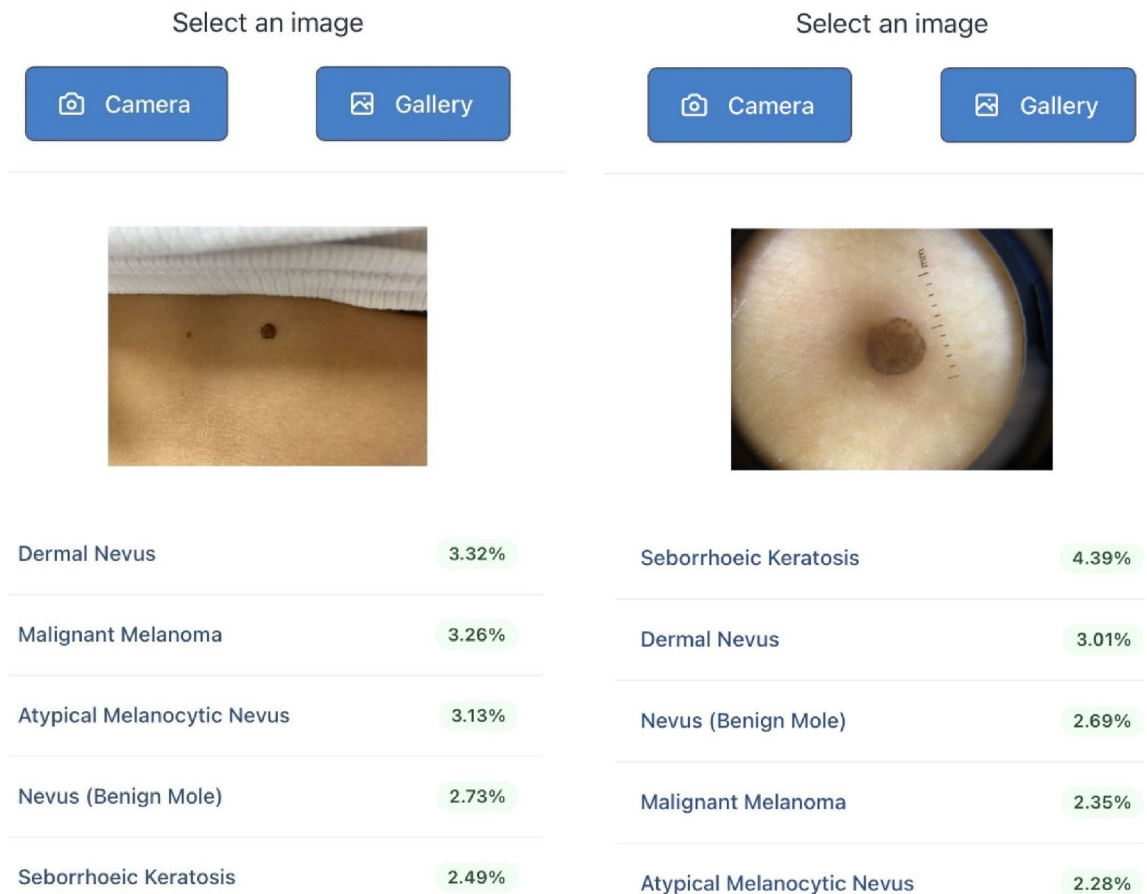 Select an image
Camera
Gallery
Dermal Nevus
3.32%
Malignant Melanoma
3.26%
Atypical Melanocytic Nevus
3.13%
Nevus (Benign Mole)
2.73%
Seborrhoeic Keratosis
2.49%
Select an image
Camera
Gallery
mm
Seborrhoeic Keratosis
4.39%
Dermal Nevus
3.01%
Nevus (Benign Mole)
2.69%
Malignant Melanoma
2.35%
Atypical Melanocytic Nevus
2.28%